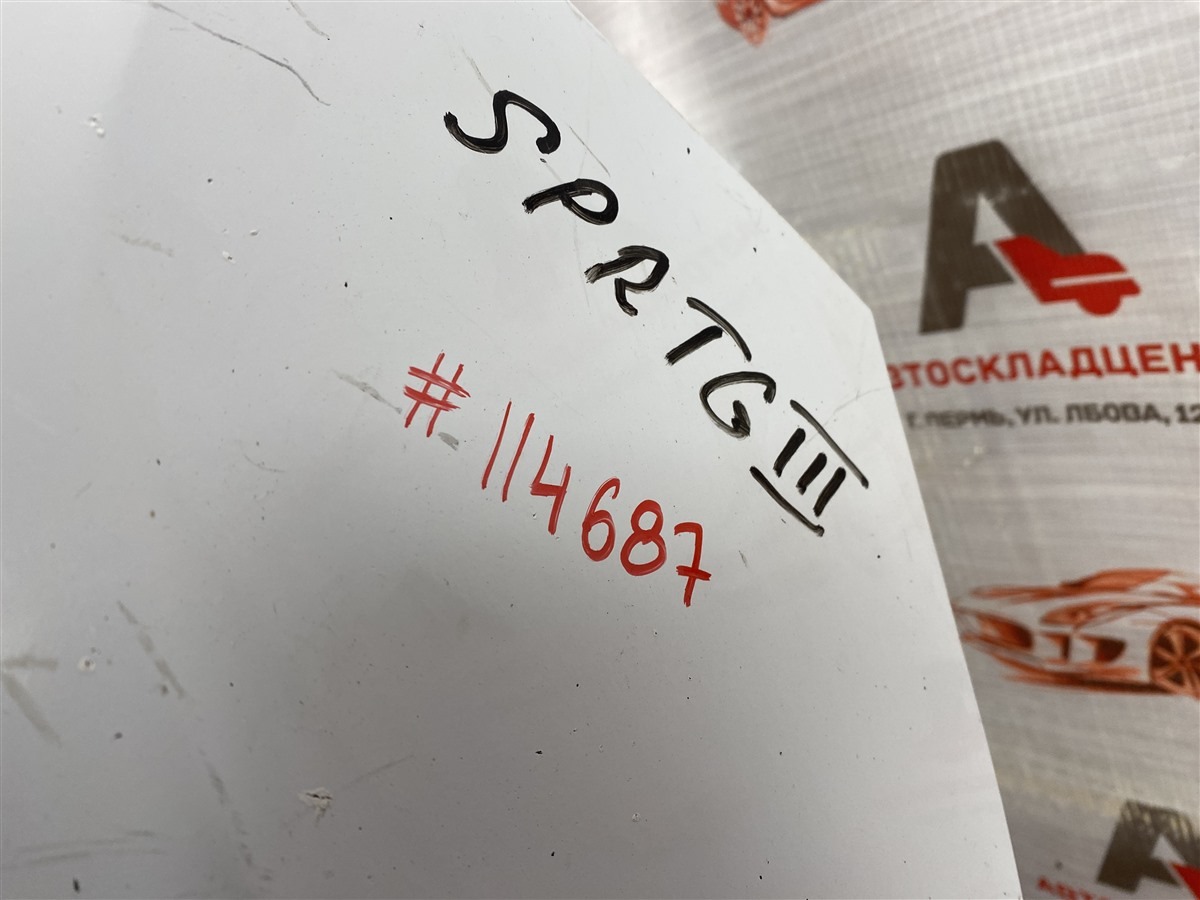 SPRTG III
#114687
АВТОСКЛАДЦЕН
Г. ПЕРМЬ, УЛ. ЛБОВА, 12